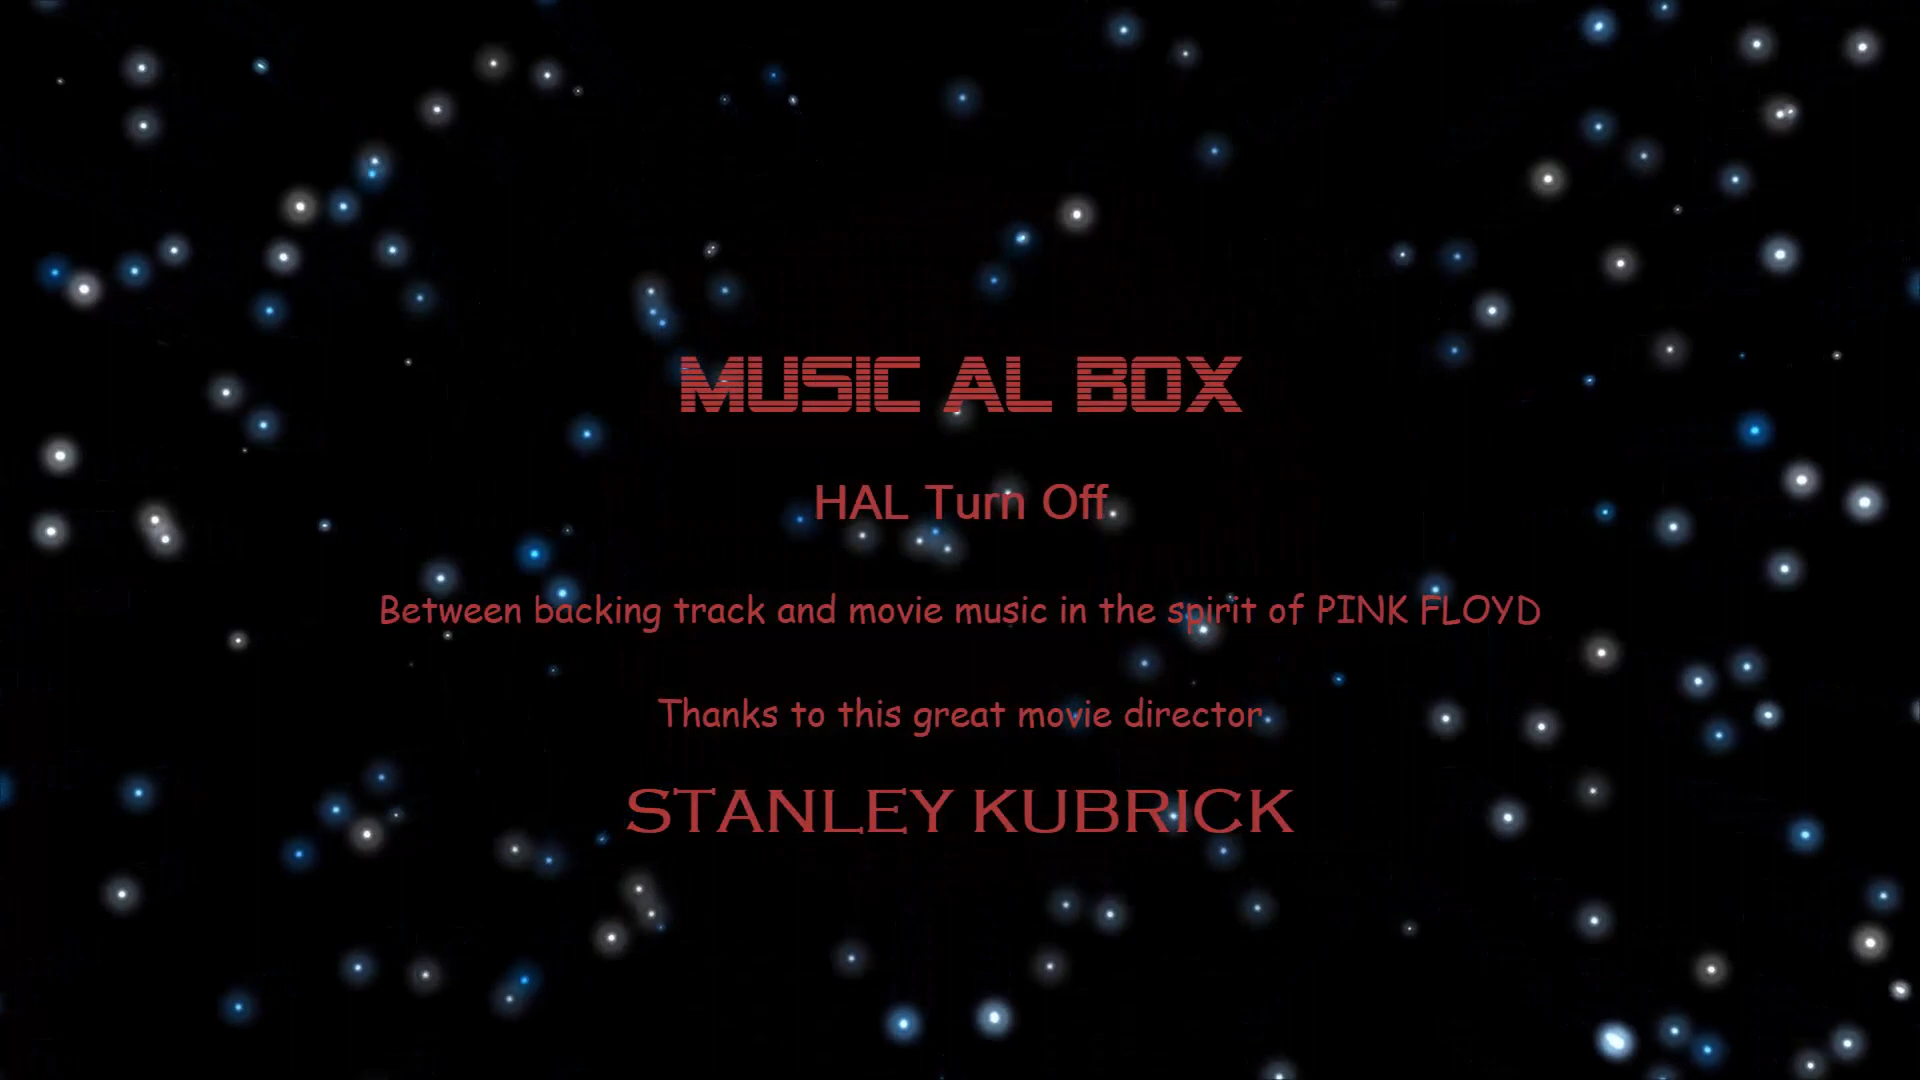 MUSIC AL BOX
HAL Turn Off
Between backing track and movie music in the spirit of PINK FLOYD
Thanks to this great movie director
STANLEY KUBRICK